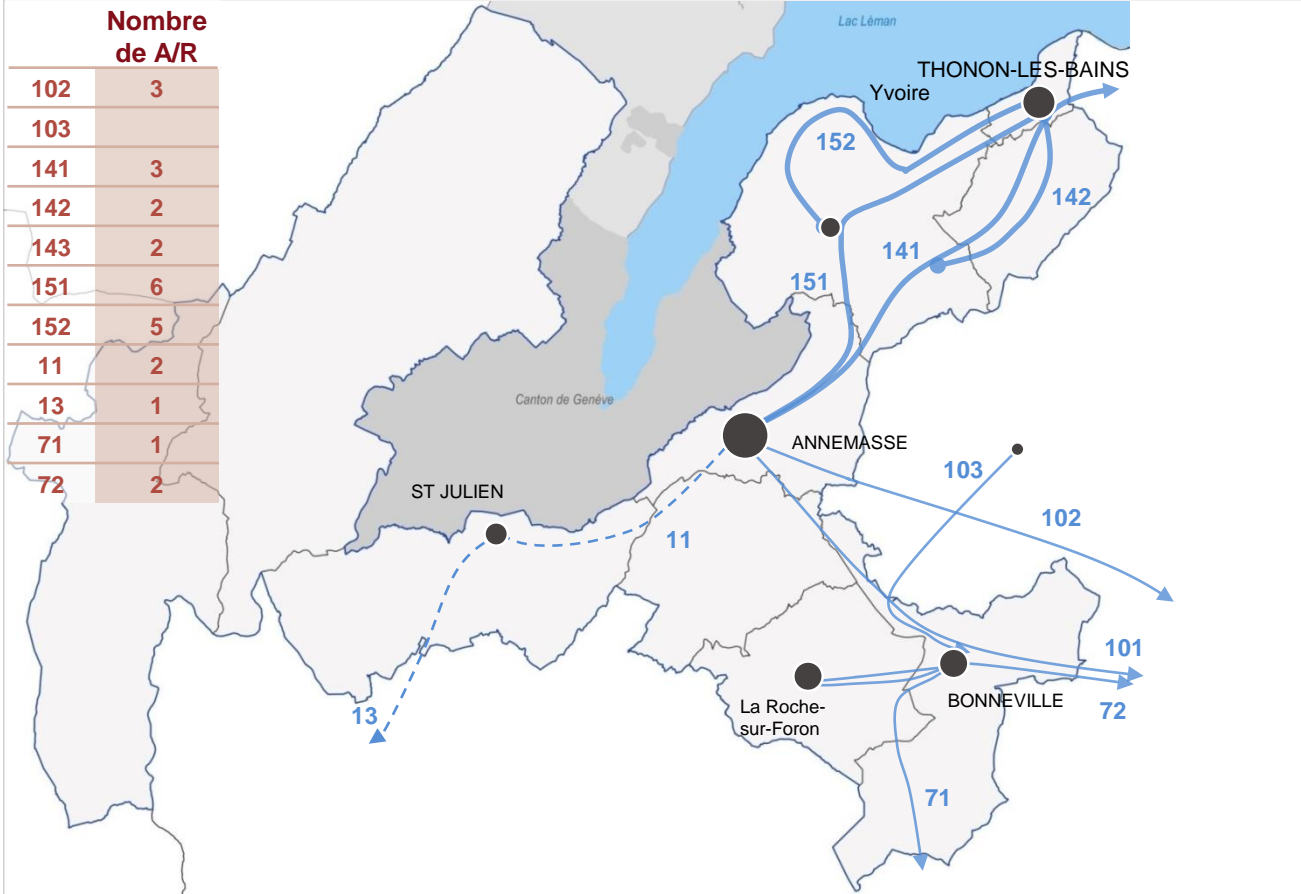 Nombre
de A/R
102 3
103
141 3
142 2
143 2
151 6
152 5
11 2
13 1
71 1
72 2
Lac Léman
THONON-LES-BAINS
Yvoire
152
142
141
151
Canton de Genève
ANNEMASSE
103
ST JULIEN
102
11
101
BONNEVILLE
La Roche-
sur-Foron
72
13
71